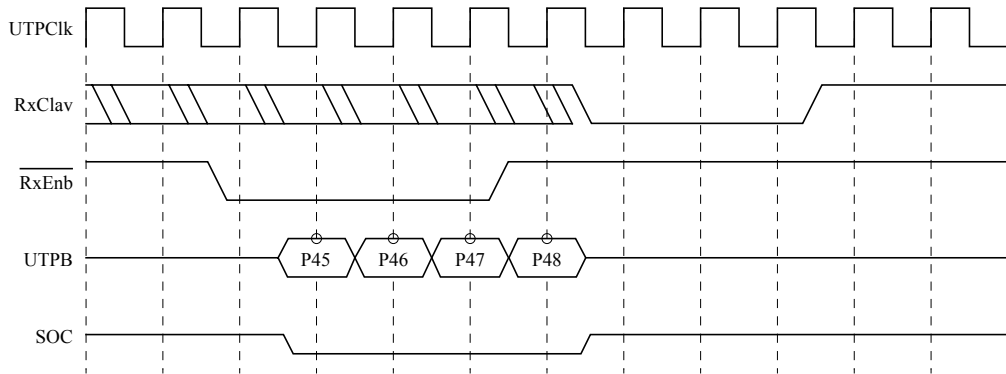 UTPClk
RxClav
RxEnb
UTPB P45 P46 P47 P48
SOC